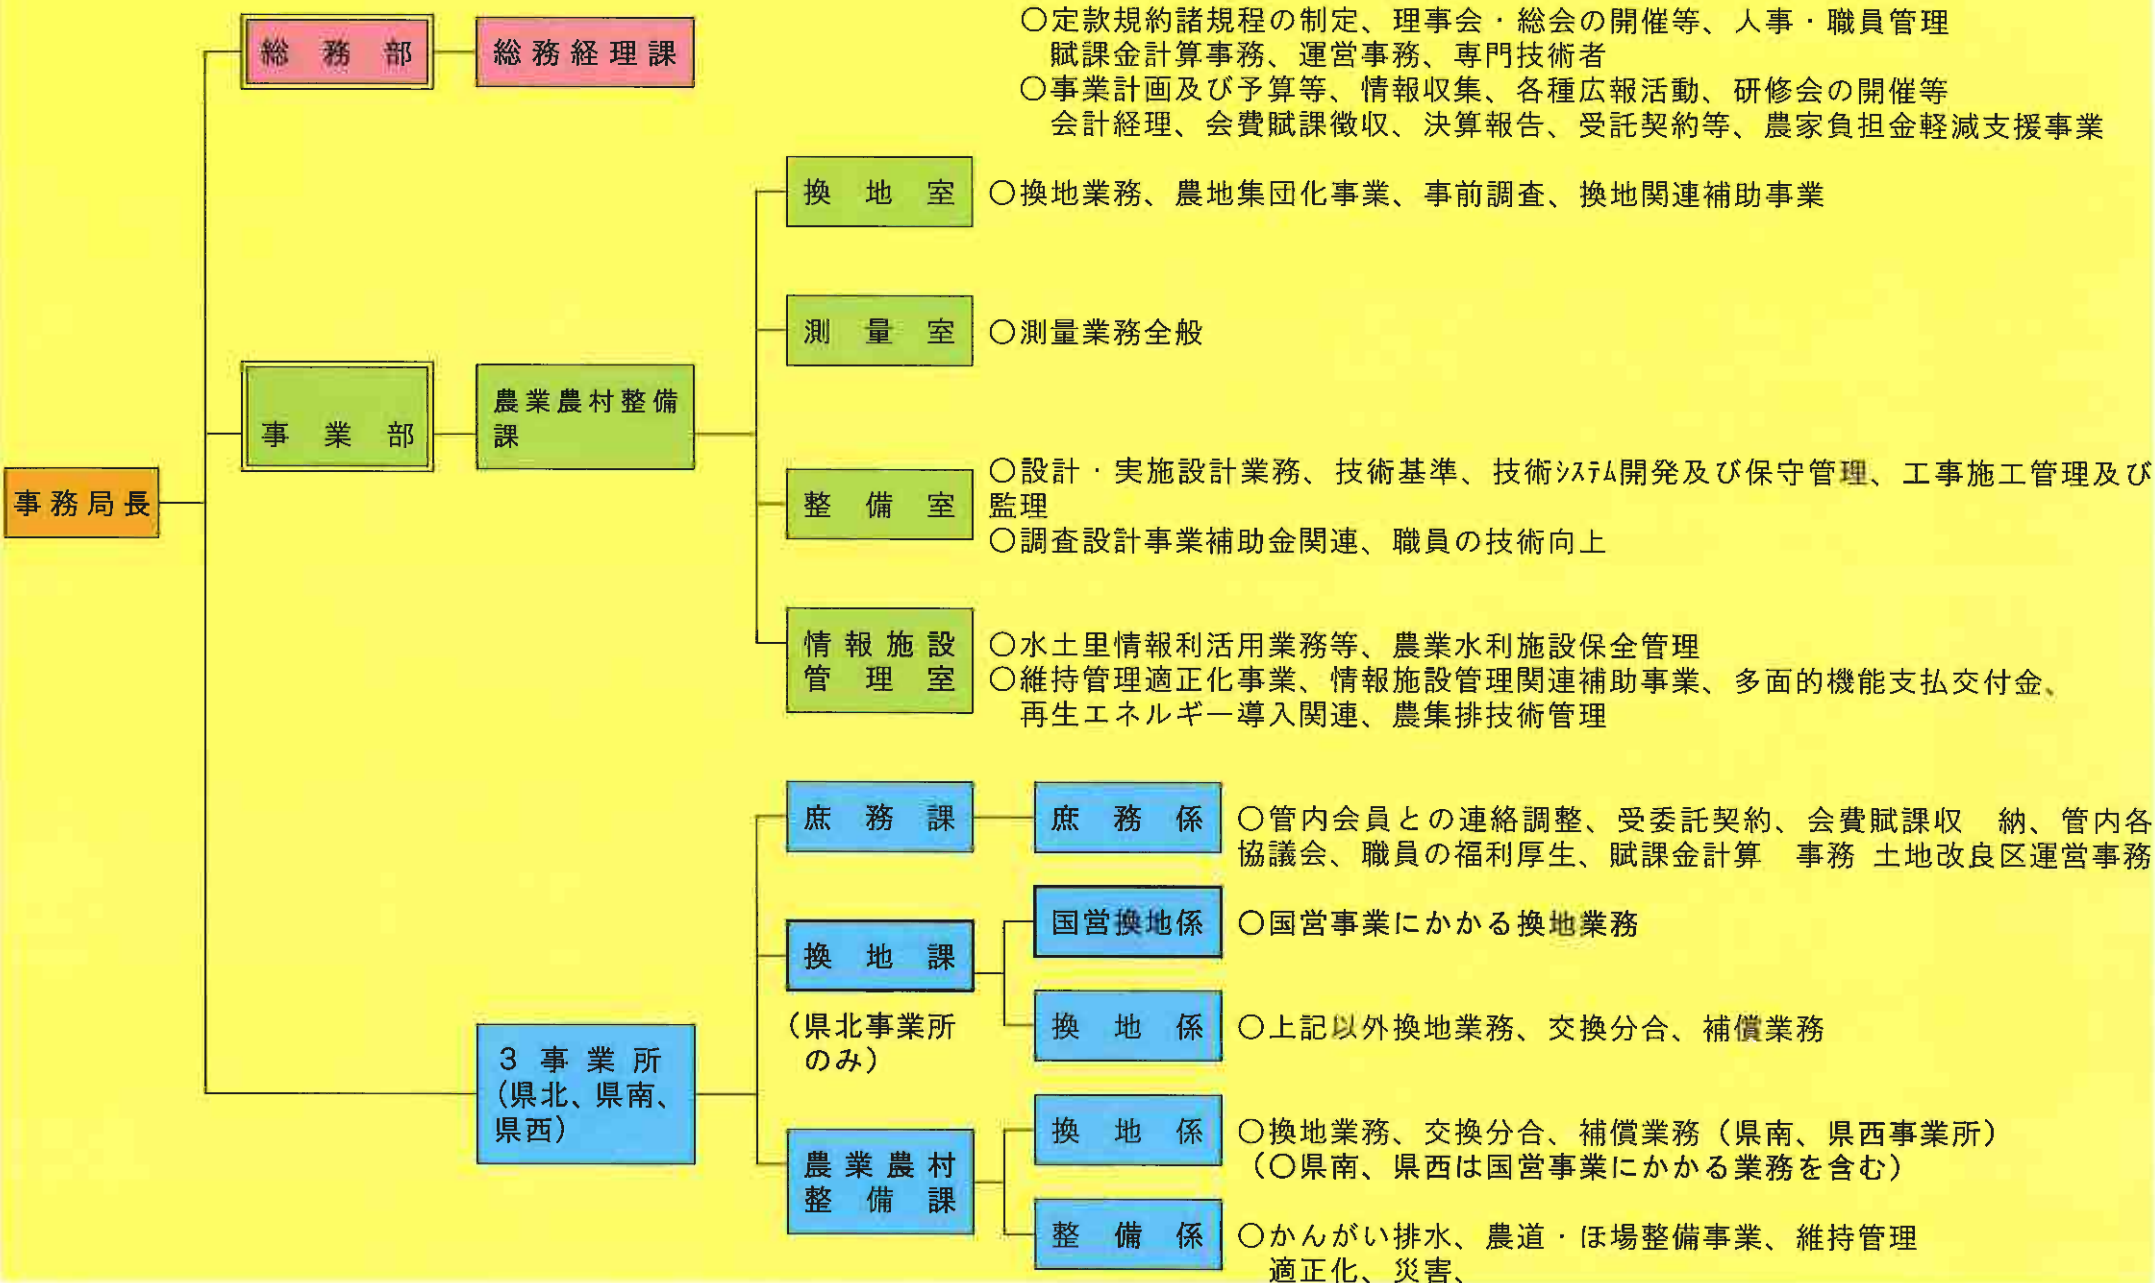 ○定款規約諸規程の制定、理事会・総会の開催等、人事・職員管理
総務部
総務経理課
賦課金計算事務、運営事務、専門技術者
○事業計画及び予算等、情報収集、各種広報活動、研修会の開催等
会計経理、会費賦課徴収、決算報告、受託契約等、農家負担金軽減支援事業
換地室
○換地業務、農地集団化事業、事前調査、換地関連補助事業
測量室
○測量業務全般
事業部
農業農村整備
課
事務局長
整備室
○設計・実施設計業務、技術基準、技術ｼｽﾃﾑ開発及び保守管理、工事施工管理及び
監理
○調査設計事業補助金関連、職員の技術向上
情報施設
管理室
○水土里情報利活用業務等、農業水利施設保全管理
○維持管理適正化事業、情報施設管理関連補助事業、多面的機能支払交付金、
再生エネルギー導入関連、農集排技術管理
3事業所
（県北、県南、
県西）
庶務課
庶務係
○管内会員との連絡調整、受委託契約、会費賦課収　納、管内各
協議会、職員の福利厚生、賦課金計算　事務 土地改良区運営事務
換地課
（県北事業所
のみ）
国営換地係
○国営事業にかかる換地業務
換地係
○上記以外換地業務、交換分合、補償業務
農業農村
整備課
換地係
○換地業務、交換分合、補償業務（県南、県西事業所）
（○県南、県西は国営事業にかかる業務を含む）
整備係
○かんがい排水、農道・ほ場整備事業、維持管理
適正化、災害、